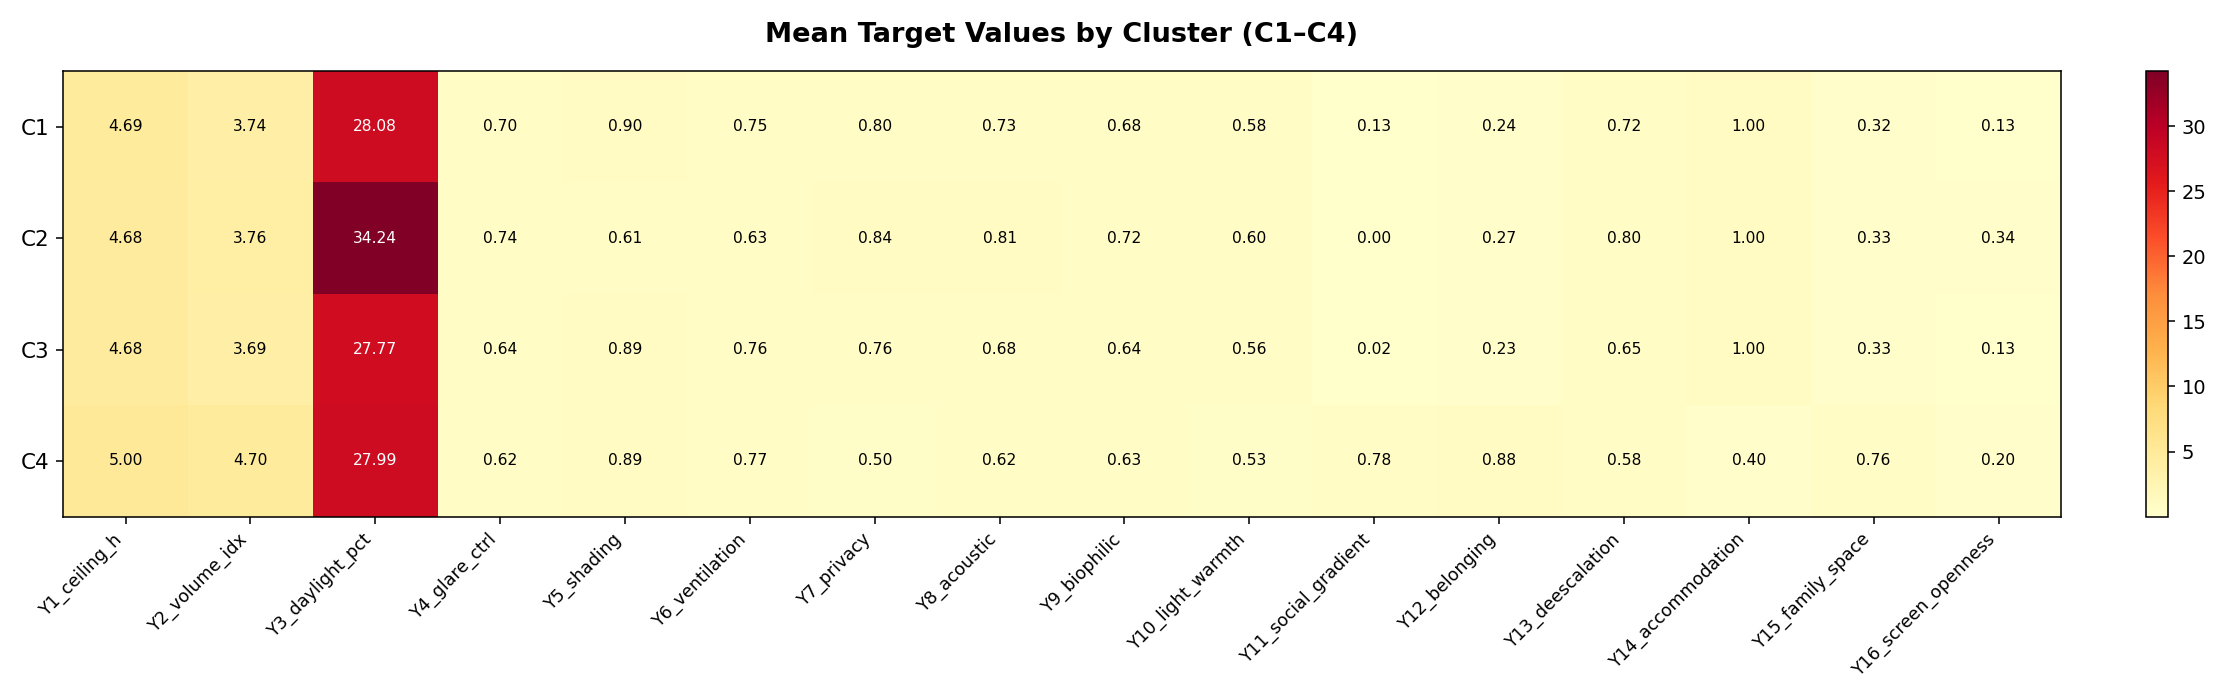 Mean Target Values by Cluster (C1–C4)
C1 4.69 3.74 28.08 0.70 0.90 0.75 0.80 0.73 0.68 0.58 0.13 0.24 0.72 1.00 0.32 0.13
C2 4.68 3.76 34.24 0.74 0.61 0.63 0.84 0.81 0.72 0.60 0.00 0.27 0.80 1.00 0.33 0.34
C3 4.68 3.69 27.77 0.64 0.89 0.76 0.76 0.68 0.64 0.56 0.02 0.23 0.65 1.00 0.33 0.13
C4 5.00 4.70 27.99 0.62 0.89 0.77 0.50 0.62 0.63 0.53 0.78 0.88 0.58 0.40 0.76 0.20
Y1_ceiling_h
Y2_volume_idx
Y3_daylight_pct
Y4_glare_ctrl
Y5_shading
Y6_ventilation
Y7_privacy
Y8_acoustic
Y9_biophilic
Y10_light_warmth
Y11_social_gradient
Y12_belonging
Y13_deescalation
Y14_accommodation
Y15_family_space
Y16_screen_openness
30
25
20
15
10
5